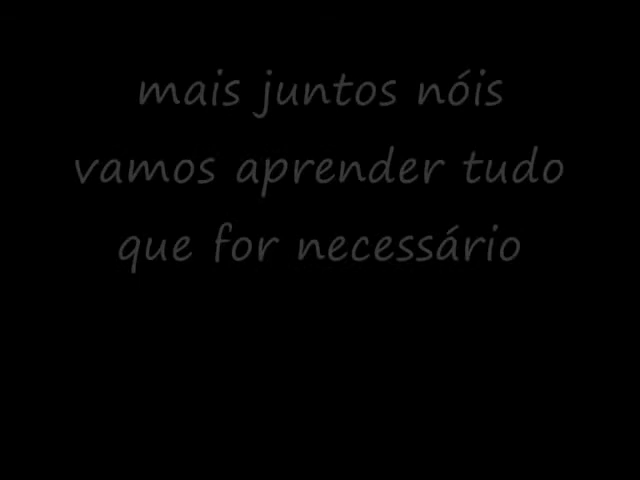 mais juntos nóis
vamos aprender tudo
que for necessário